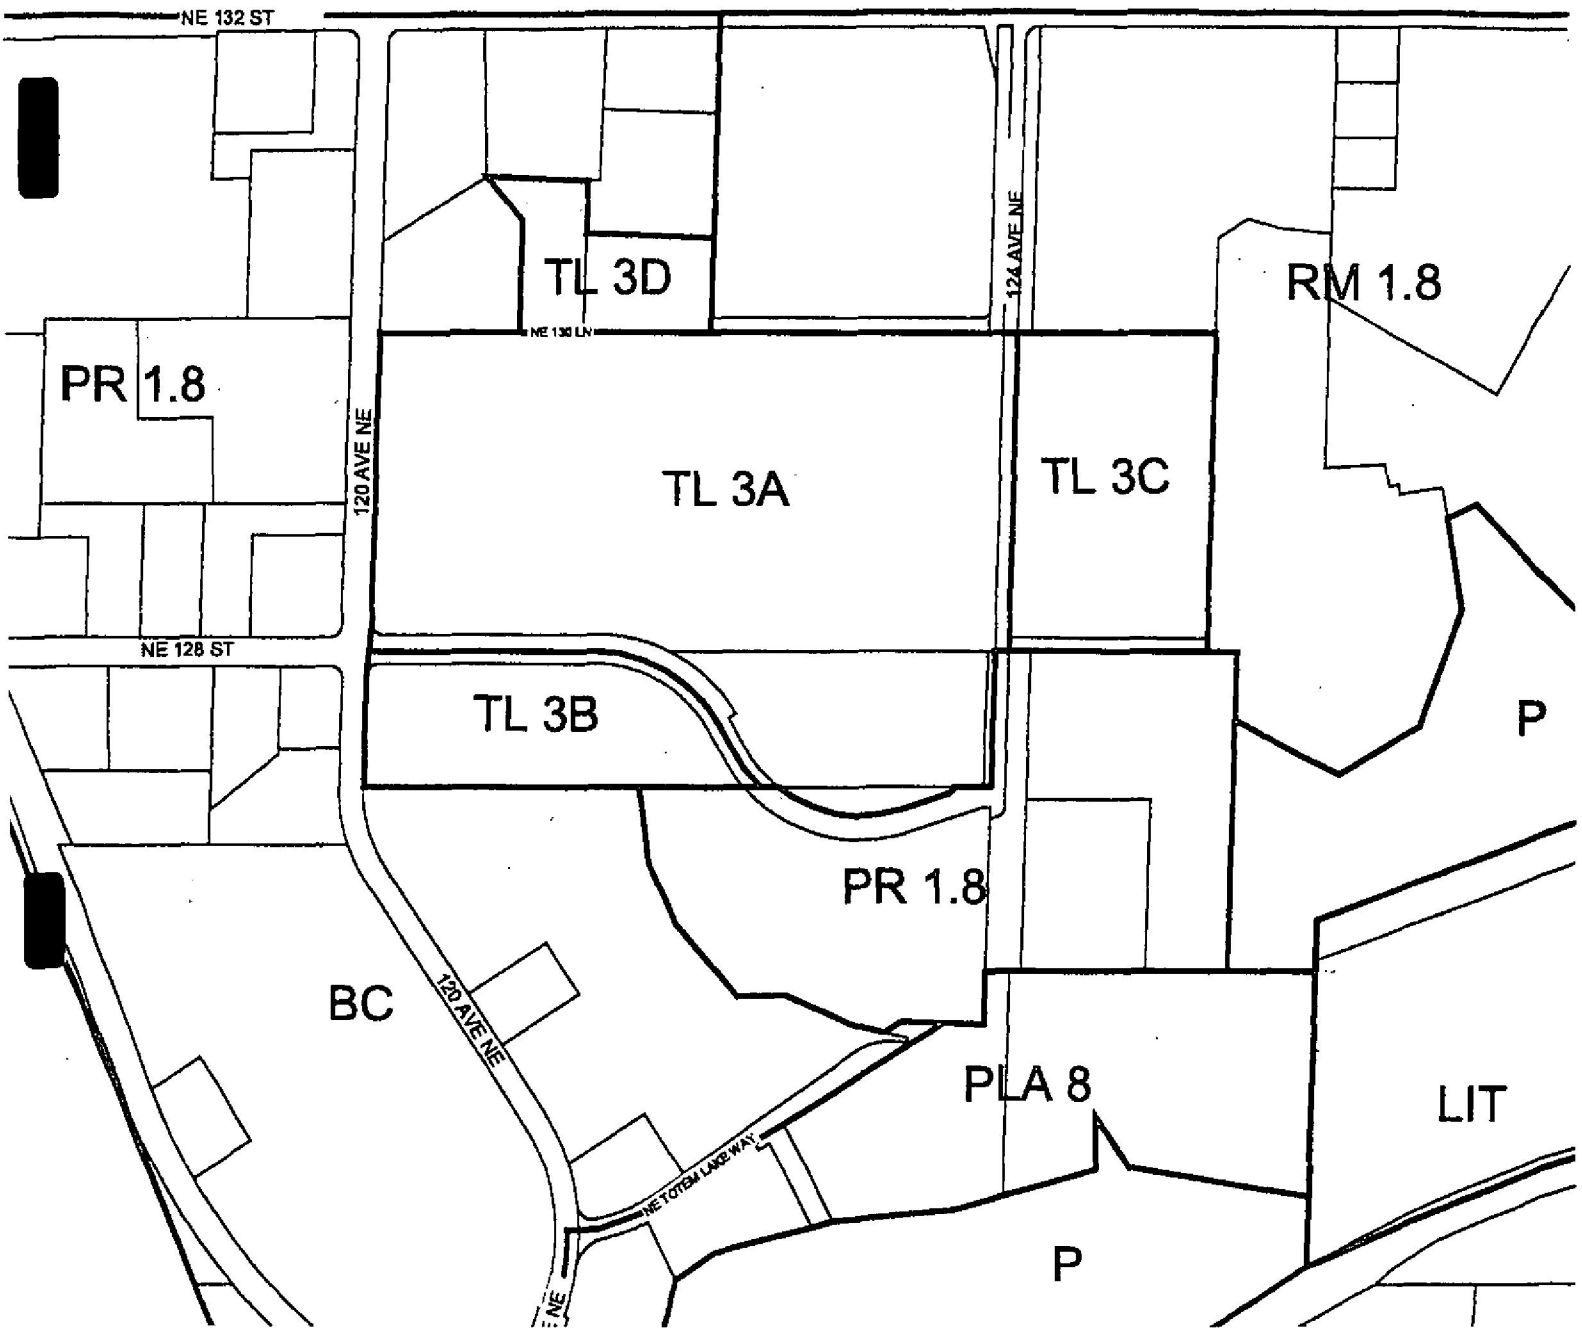 NE 132 ST
124 AVE NE
TL 3D
RM 1.8
NE 130 LN
PR 1.8
120 AVE NE
TL 3A
TL 3C
NE 128 ST
TL 3B
P
PR 1.8
BC
120 AVE NE
PLA 8
LIT
NE TOTEM LAKE WAY
P
NE